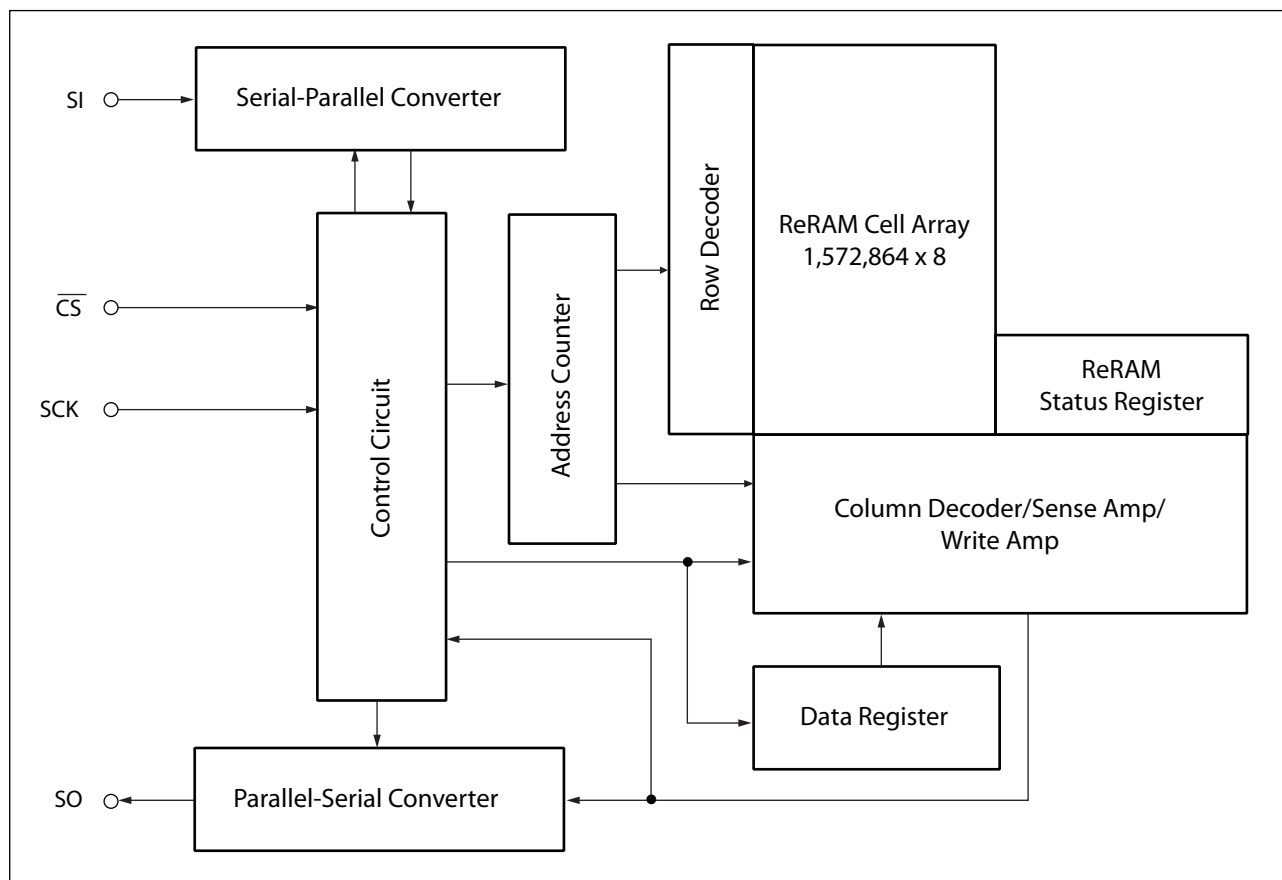 SI
Serial-Parallel Converter
Row Decoder
ReRAM Cell Array
1,572,864 x 8
C̅S̅
SCK
Control Circuit
Address Counter
ReRAM
Status Register
Column Decoder/Sense Amp/
Write Amp
Data Register
SO
Parallel-Serial Converter